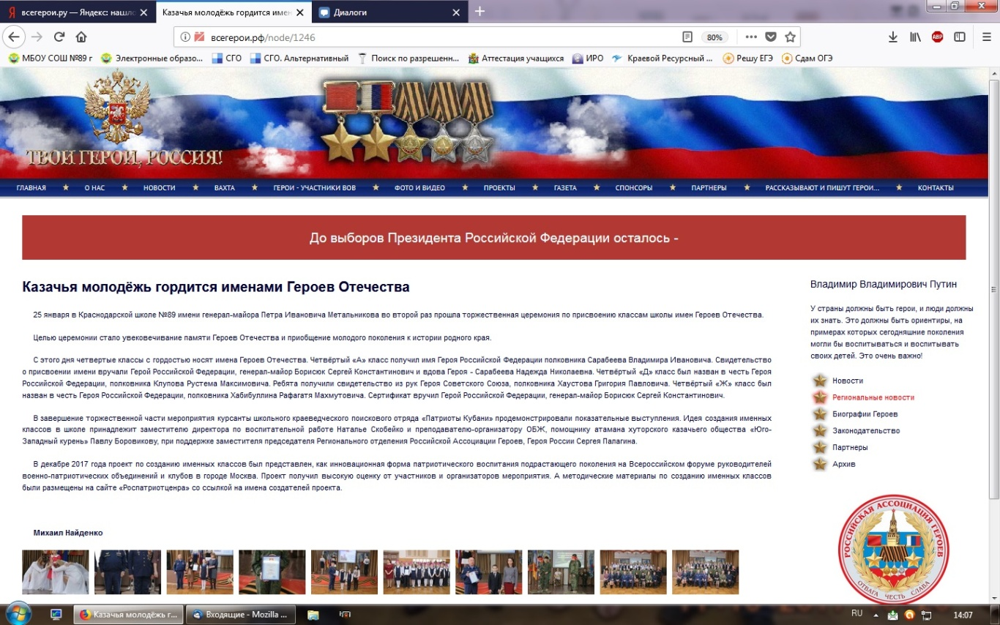 всегерои.ру — Яндекс: нашло
Казачья молодёжь гордится имен
Диалоги
всегерои.рф/node/1246
80%
ABP
МБОУ СОШ №89 г
Электронные образо...
СГО
СГО. Альтернативный
Поиск по разрешенн...
Аттестация учащихся
ИРО
Краевой Ресурсный ...
Решу ЕГЭ
Сдам ОГЭ
ТВОИ ГЕРОИ, РОССИЯ!
ГЛАВНАЯ
О НАС
НОВОСТИ
ВАХТА
ГЕРОИ - УЧАСТНИКИ ВОВ
ФОТО И ВИДЕО
ПРОЕКТЫ
ГАЗЕТА
СПОНСОРЫ
ПАРТНЕРЫ
РАССКАЗЫВАЮТ И ПИШУТ ГЕРОИ...
КОНТАКТЫ
До выборов Президента Российской Федерации осталось -
Казачья молодёжь гордится именами Героев Отечества
25 января в Краснодарской школе №89 имени генерал-майора Петра Ивановича Метальникова во второй раз прошла торжественная церемония по присвоению классам школы имен Героев Отечества.
Целью церемонии стало увековечивание памяти Героев Отечества и приобщение молодого поколения к истории родного края.
С этого дня четвертые классы с гордостью носят имена Героев Отечества. Четвёртый «А» класс получил имя Героя Российской Федерации полковника Сарабеева Владимира Ивановича. Свидетельство
о присвоении имени вручали Герой Российской Федерации, генерал-майор Борисюк Сергей Константинович и вдова Героя - Сарабеева Надежда Николаевна. Четвёртый «Д» класс был назван в честь Героя
Российской Федерации, полковника Клупова Рустема Максимовича. Ребята получили свидетельство из рук Героя Советского Союза, полковника Хаустова Григория Павловича. Четвёртый «Ж» класс был
назван в честь Героя Российской Федерации, полковника Хабибуллина Рафагатя Махмутовича. Сертификат вручил Герой Российской Федерации, генерал-майор Борисюк Сергей Константинович.
В завершение торжественной части мероприятия курсанты школьного краеведческого поискового отряда «Патриоты Кубани» продемонстрировали показательные выступления. Идея создания именных
классов в школе принадлежит заместителю директора по воспитательной работе Наталье Скобейко и преподавателю-организатору ОБЖ, помощнику атамана хуторского казачьего общества «Юго-
Западный курень» Павлу Боровикову, при поддержке заместителя председателя Регионального отделения Российской Ассоциации Героев, Героя России Сергея Палагина.
В декабре 2017 года проект по созданию именных классов был представлен, как инновационная форма патриотического воспитания подрастающего поколения на Всероссийском форуме руководителей
военно-патриотических объединений и клубов в городе Москва. Проект получил высокую оценку от участников и организаторов мероприятия. А методические материалы по созданию именных классов
были размещены на сайте «Роспатриотценра» со ссылкой на имена создателей проекта.
Михаил Найденко
Владимир Владимирович Путин
У страны должны быть герои, и люди должны
их знать. Это должны быть ориентиры, на
примерах которых сегодняшние поколения
могли бы воспитываться и воспитывать
своих детей. Это очень важно!
Новости
Региональные новости
Биографии Героев
Законодательство
Партнеры
Архив
РОССИЙСКАЯ АССОЦИАЦИЯ ГЕРОЕВ
ОТВАГА ЧЕСТЬ СЛАВА
Казачья молодёжь г...
Входящие - Mozilla ...
RU
14:07